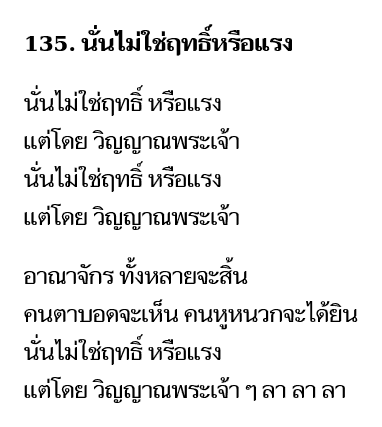 135. นั่นไม่ใช่ฤทธิ์หรือแรง
นั่นไม่ใช่ฤทธิ์ หรือแรง
แต่โดย วิญญาณพระเจ้า
นั่นไม่ใช่ฤทธิ์ หรือแรง
แต่โดย วิญญาณพระเจ้า
อาณาจักร ทั้งหลายจะสิ้น
คนตาบอดจะเห็น คนหูหนวกจะได้ยิน
นั่นไม่ใช่ฤทธิ์ หรือแรง
แต่โดย วิญญาณพระเจ้า ๆ ลา ลา ลา